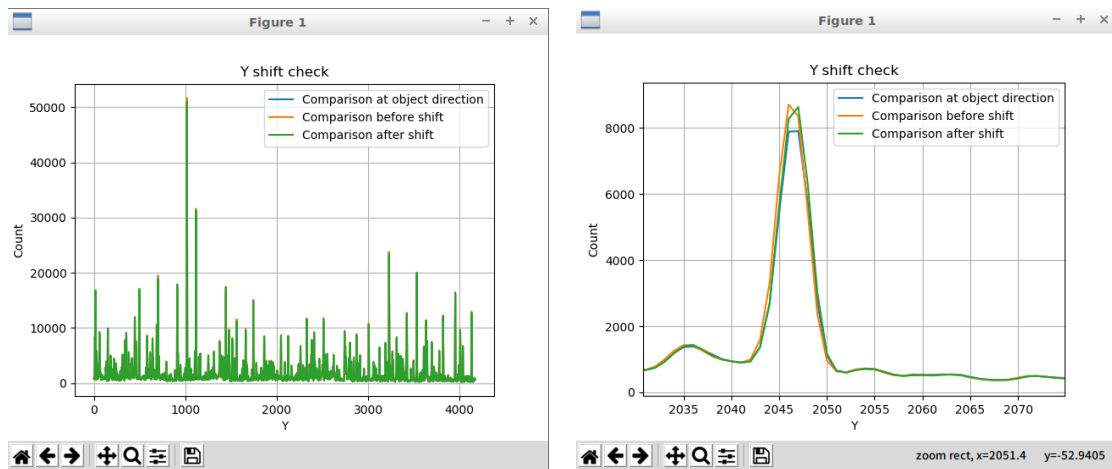 Figure 1
Y shift check
Comparison at object direction
Comparison before shift
Comparison after shift
50000
40000
30000
20000
10000
0
Count
0 1000 2000 3000 4000
Y
Figure 1
Y shift check
Comparison at object direction
Comparison before shift
Comparison after shift
8000
6000
4000
2000
0
Count
2035 2040 2045 2050 2055 2060 2065 2070
Y
zoom rect, x=2051.4 y=-52.9405